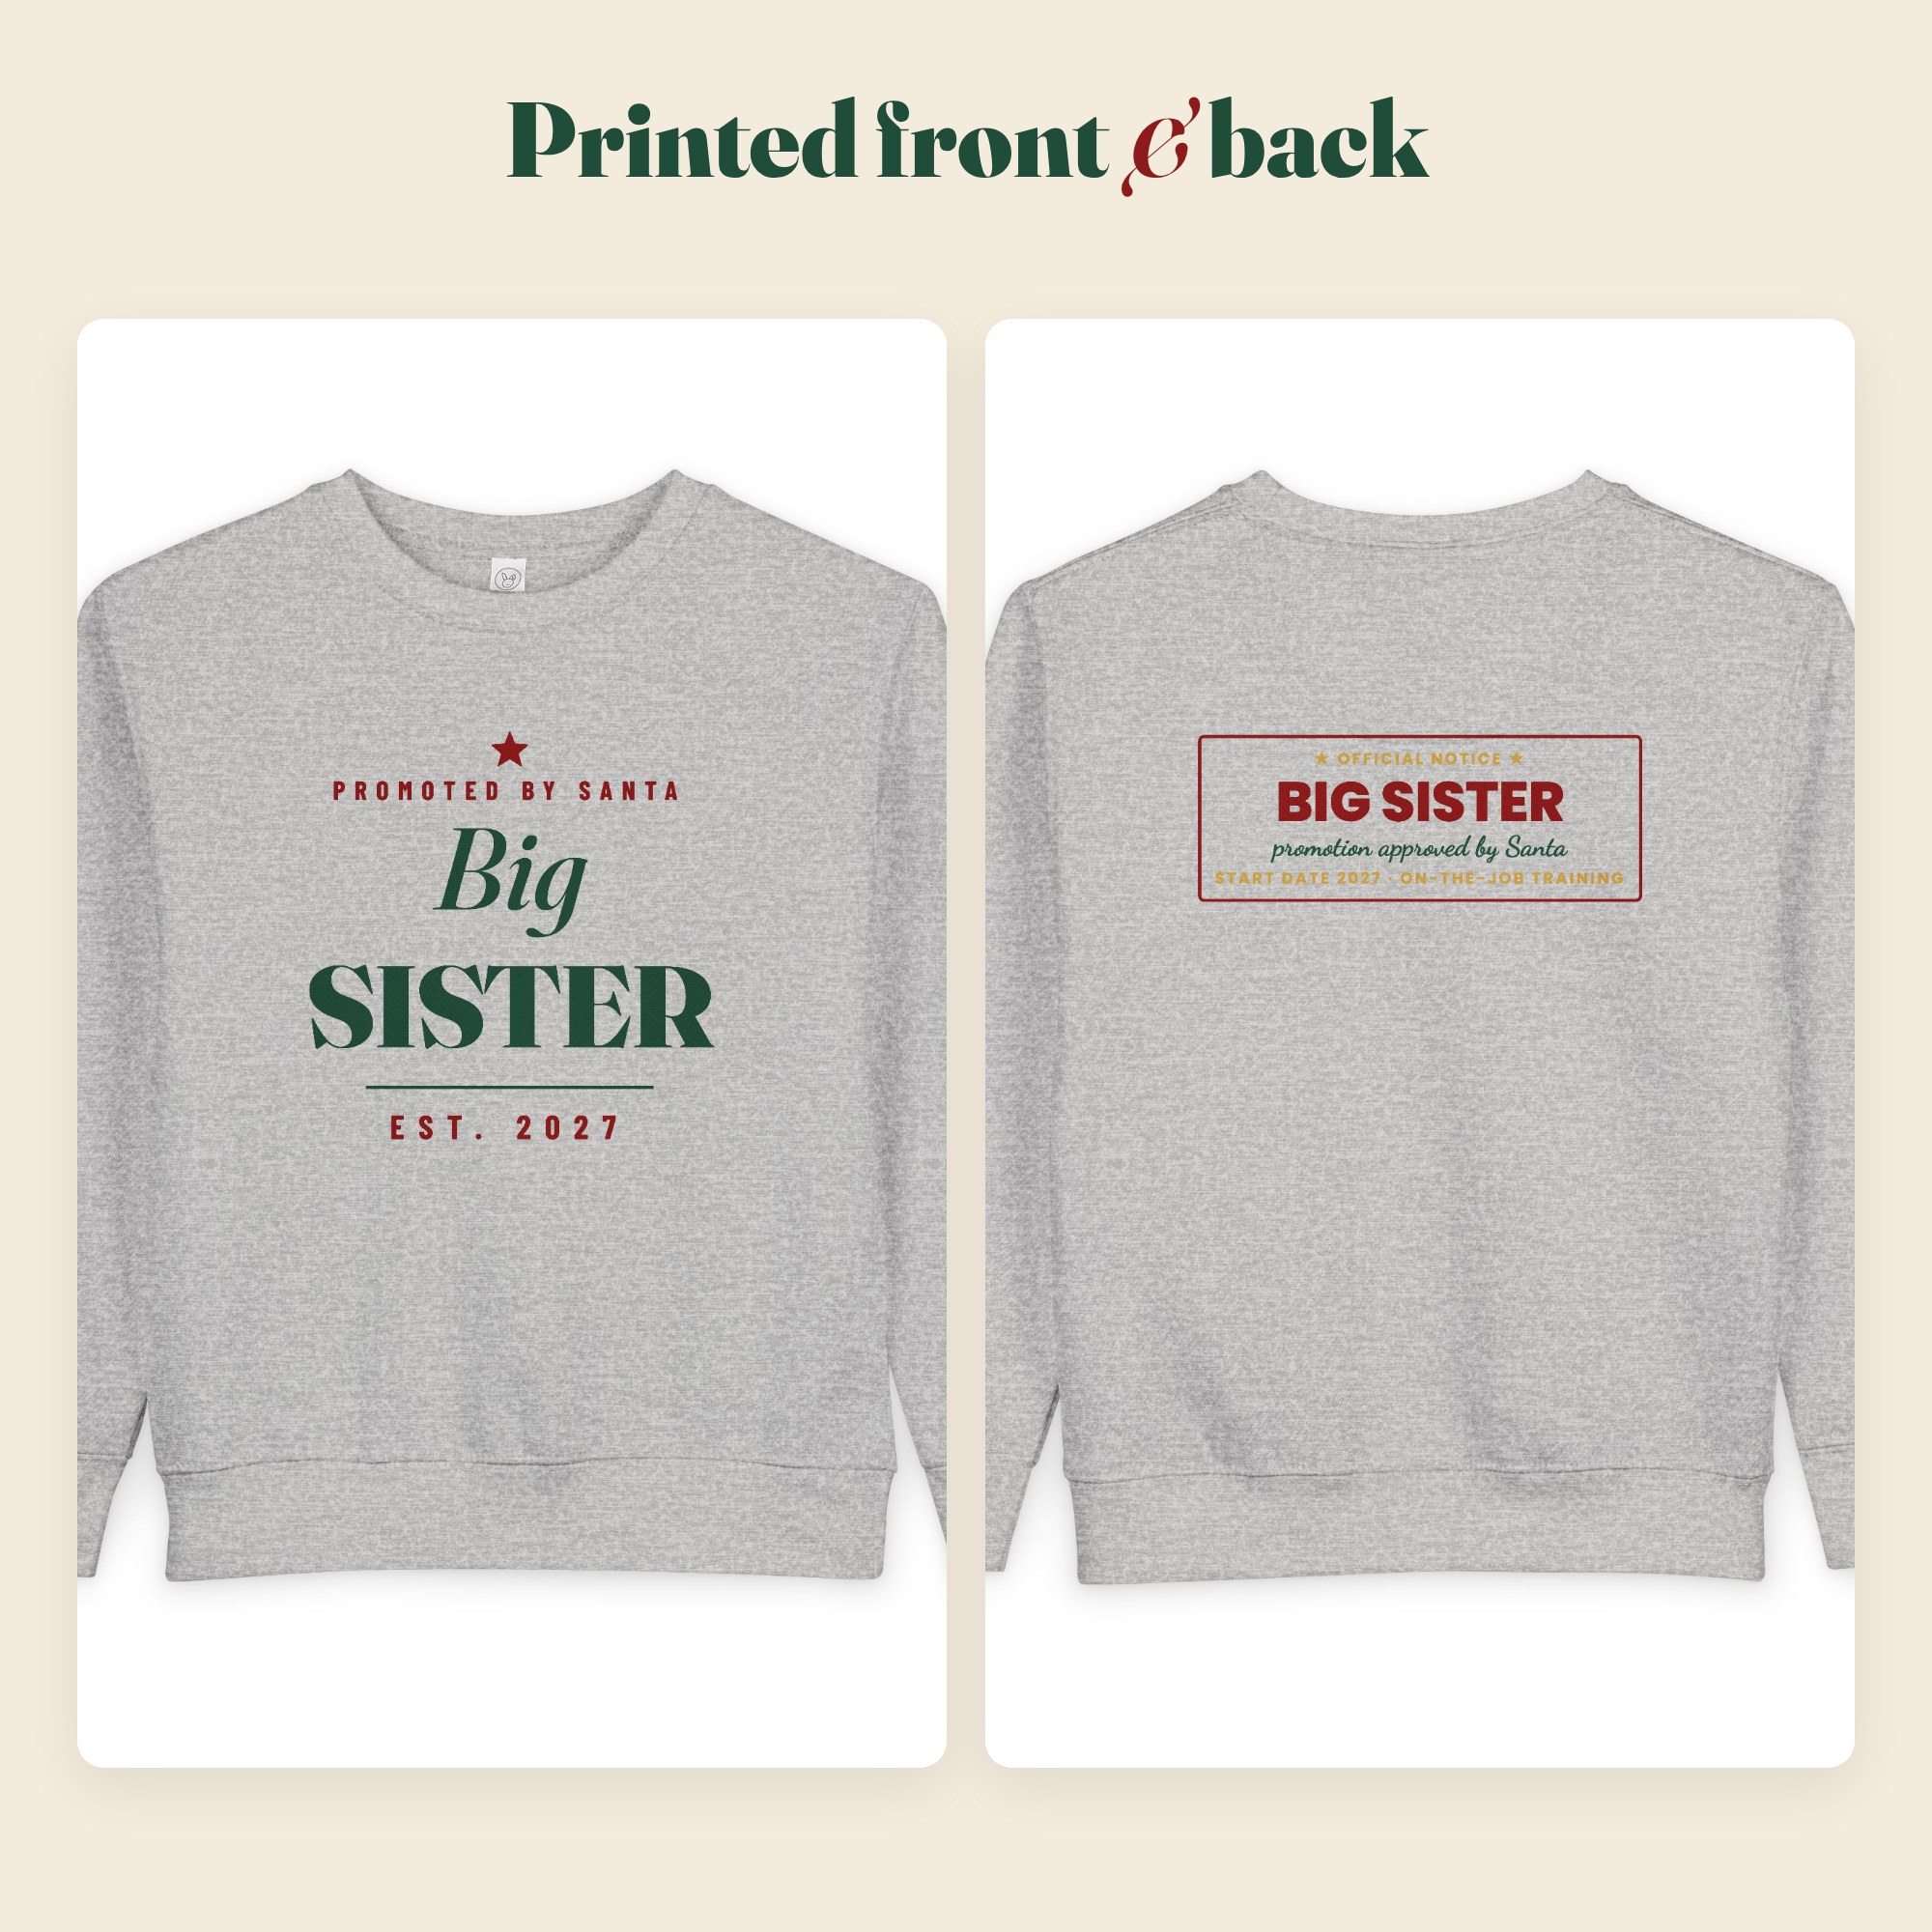 Printed front & back
★
PROMOTED BY SANTA
Big
SISTER
EST. 2027
★ OFFICIAL NOTICE ★
BIG SISTER
promotion approved by Santa
START DATE 2027 · ON-THE-JOB TRAINING